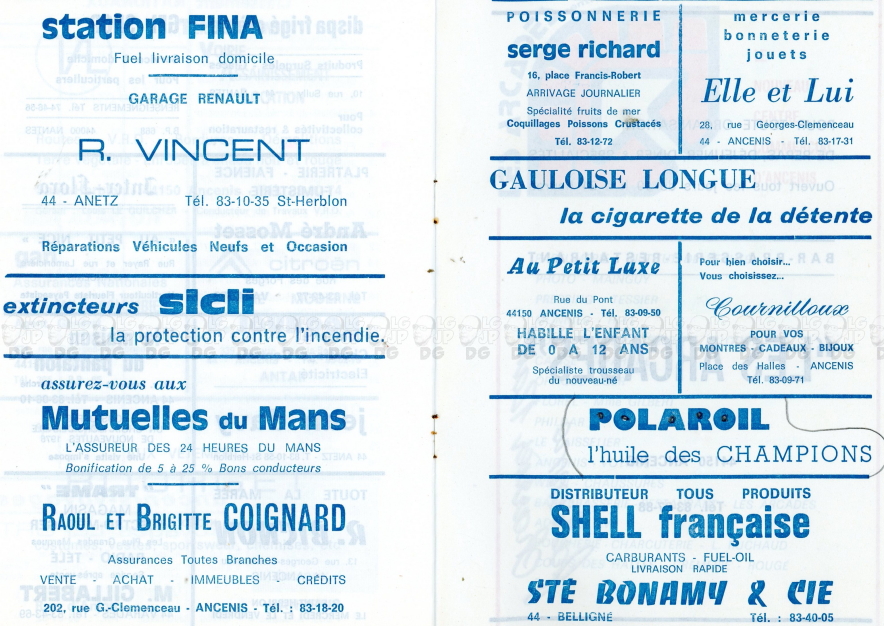 station FINA
Fuel livraison domicile
GARAGE RENAULT
R. VINCENT
44 - ANETZ Tél. 83-10-35 St-Herblon
Réparations Véhicules Neufs et Occasion
extincteurs sicli
la protection contre l'incendie.
assurez-vous aux
Mutuelles du Mans
L'ASSUREUR DES 24 HEURES DU MANS
Bonification de 5 à 25 % Bons conducteurs
RAOUL ET BRIGITTE COIGNARD
Assurances Toutes Branches
VENTE - ACHAT - IMMEUBLES - CRÉDITS
202, rue G.-Clemenceau - ANCENIS - Tél. : 83-18-20
POISSONNERIE
serge richard
16, place Francis-Robert
ARRIVAGE JOURNALIER
Spécialité fruits de mer
Coquillages Poissons Crustacés
Tél. 83-12-72
mercerie
bonneterie
jouets
Elle et Lui
28, rue Georges-Clemenceau
44 - ANCENIS - Tél. 83-17-31
GAULOISE LONGUE
la cigarette de la détente
Au Petit Luxe
Rue du Pont
44150 ANCENIS - Tél. 83-09-50
HABILLE L'ENFANT
DE 0 A 12 ANS
Spécialiste trousseau
du nouveau-né
Pour bien choisir...
Vous choisissez...
Cournilloux
POUR VOS
MONTRES - CADEAUX - BIJOUX
Place des Halles - ANCENIS
Tél. 83-09-71
POLAROIL
l'huile des CHAMPIONS
DISTRIBUTEUR TOUS PRODUITS
SHELL française
CARBURANTS - FUEL-OIL
LIVRAISON RAPIDE
STÉ BONAMY & CIE
44 - BELLIGNÉ Tél. : 83-40-05